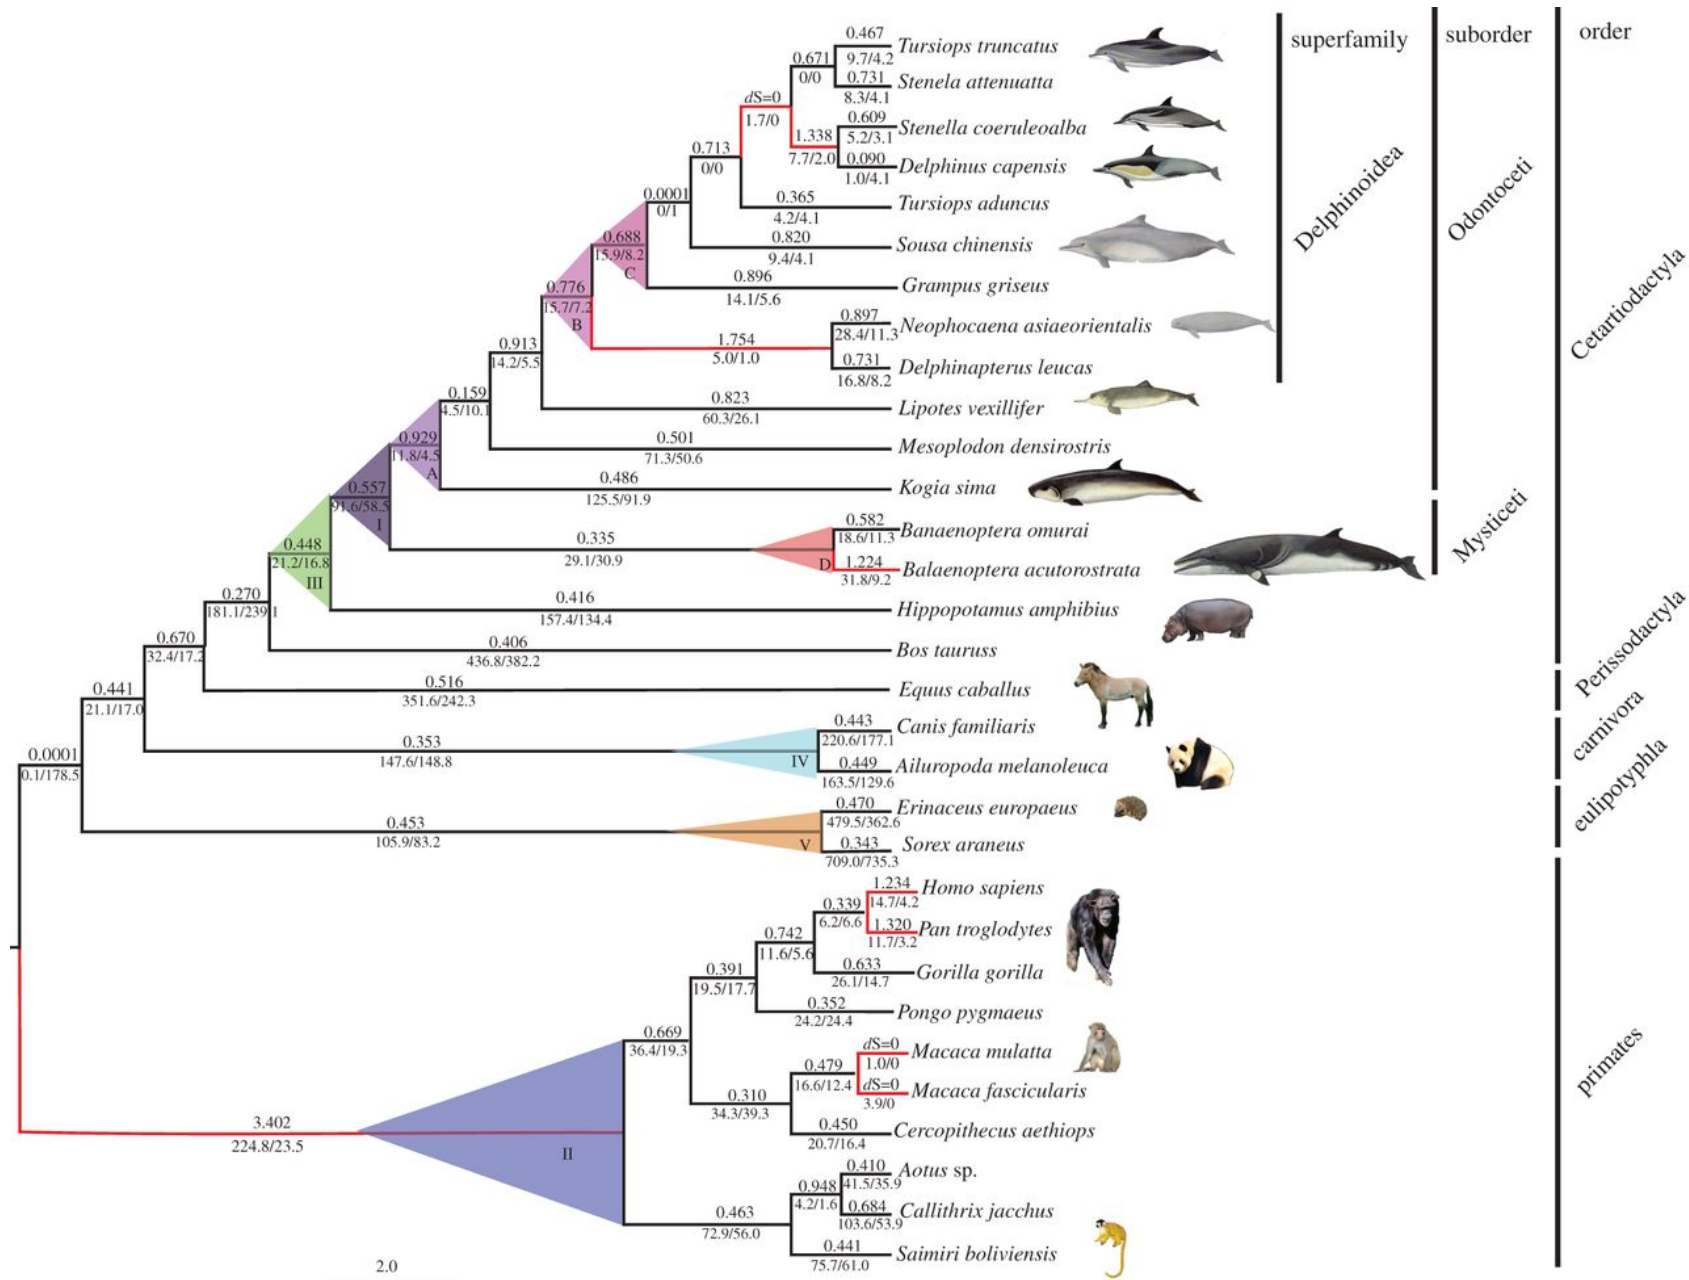 superfamily
suborder
order
0.467
Tursiops truncatus
9.7/4.2
0.671
0/0
0.731
Stenela attenuatta
8.3/4.1
dS=0
1.7/0
0.609
Stenella coeruleoalba
5.2/3.1
1.338
7.7/2.0
0.090
Delphinus capensis
1.0/4.1
0.713
0/0
0.365
Tursiops aduncus
4.2/4.1
0.0001
0/1
0.820
Sousa chinensis
9.4/4.1
0.688
15.9/8.2
C
0.896
Grampus griseus
14.1/5.6
0.776
15.7/7.2
B
0.897
Neophocaena asiaeorientalis
28.4/11.3
1.754
5.0/1.0
0.731
Delphinapterus leucas
16.8/8.2
0.913
14.2/5.5
0.823
Lipotes vexillifer
60.3/26.1
0.159
4.5/10.1
0.501
Mesoplodon densirostris
71.3/50.6
0.929
11.8/4.5
A
0.486
Kogia sima
125.5/91.9
0.557
91.6/58.5
I
0.335
29.1/30.9
D
0.582
Banaenoptera omurai
18.6/11.3
1.224
Balaenoptera acutorostrata
31.8/9.2
0.448
21.2/16.8
III
0.416
Hippopotamus amphibius
157.4/134.4
0.270
181.1/239.1
0.406
Bos tauruss
436.8/382.2
0.670
32.4/17.2
0.516
Equus caballus
351.6/242.3
0.441
21.1/17.0
0.353
147.6/148.8
IV
0.443
Canis familiaris
220.6/177.1
0.449
Ailuropoda melanoleuca
163.5/129.6
0.0001
0.1/178.5
0.453
105.9/83.2
V
0.470
Erinaceus europaeus
479.5/362.6
0.343
Sorex araneus
709.0/735.3
1.234
Homo sapiens
14.7/4.2
0.339
6.2/6.6
1.320
Pan troglodytes
11.7/3.2
0.742
11.6/5.6
0.633
Gorilla gorilla
26.1/14.7
0.391
19.5/17.7
0.352
Pongo pygmaeus
24.2/24.4
0.669
36.4/19.3
dS=0
Macaca mulatta
1.0/0
0.479
16.6/12.4
dS=0
Macaca fascicularis
3.9/0
0.310
34.3/39.3
0.450
Cercopithecus aethiops
20.7/16.4
3.402
224.8/23.5
II
0.410
Aotus sp.
41.5/35.9
0.948
4.2/1.6
0.684
Callithrix jacchus
103.6/53.9
0.463
72.9/56.0
0.441
Saimiri boliviensis
75.7/61.0
2.0
Delphinoidea
Odontoceti
Mysticeti
Cetartiodactyla
Perissodactyla
carnivora
eulipotyphla
primates